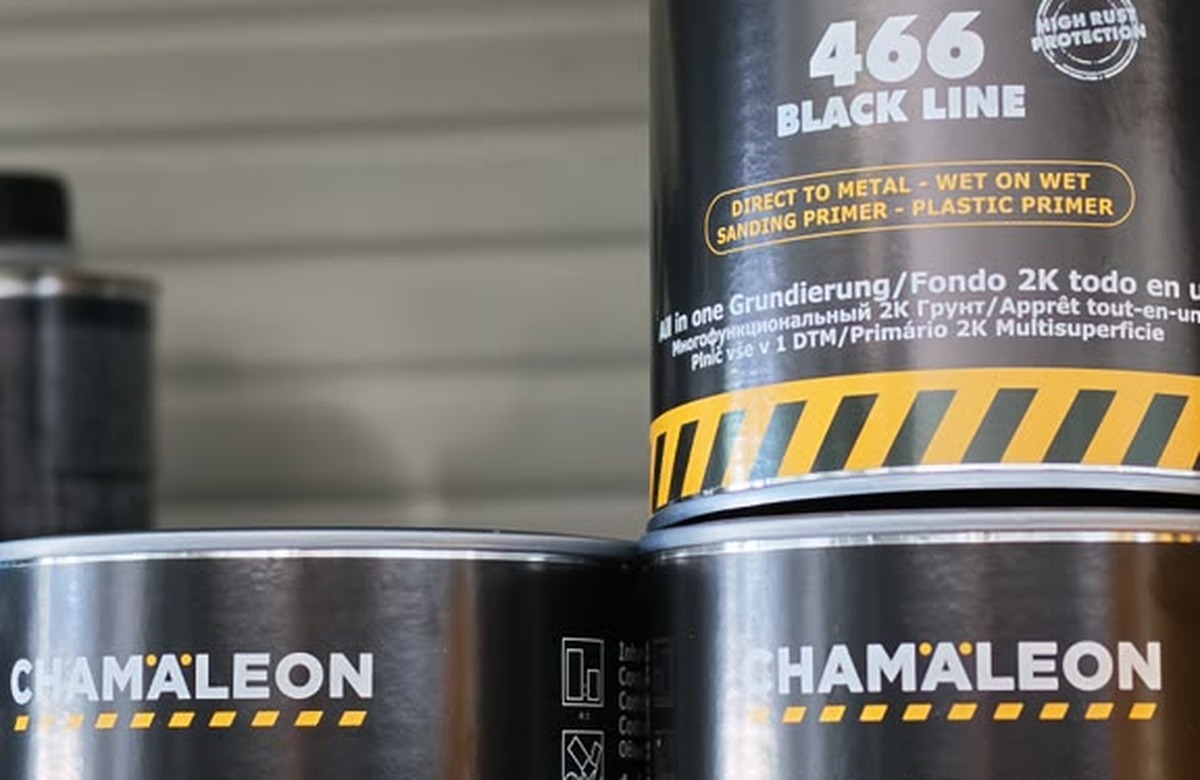 466
BLACK LINE
HIGH RUST
PROTECTION
DIRECT TO METAL - WET ON WET
SANDING PRIMER - PLASTIC PRIMER
All in one Grundierung/Fondo 2K todo en
Многофункциональный 2K Грунт/Apprêt tout-en-un
Plnič vše v 1 DTM/Primário 2K Multisuperficie
CHAMÄLEON
CHAMÄLEON